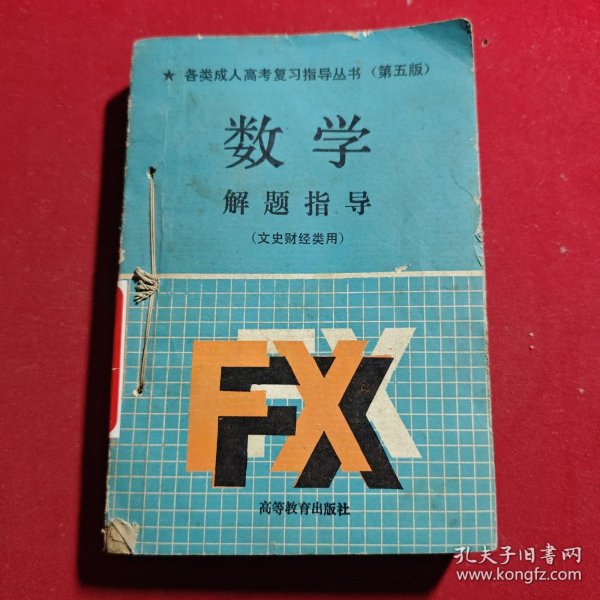 ★ 各类成人高考复习指导丛书（第五版）
数学
解题指导
（文史财经类用）
FX
高等教育出版社
孔夫子旧书网
www.kongfz.com